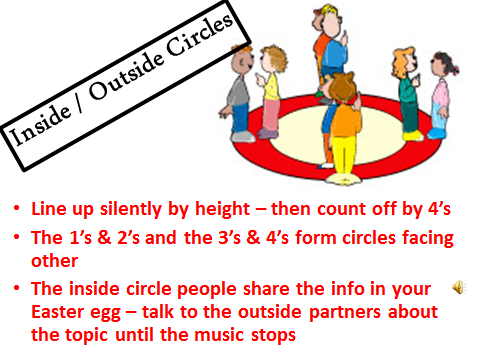 Inside / Outside Circles
• Line up silently by height – then count off by 4’s
• The 1’s & 2’s and the 3’s & 4’s form circles facing
other
• The inside circle people share the info in your
Easter egg – talk to the outside partners about
the topic until the music stops